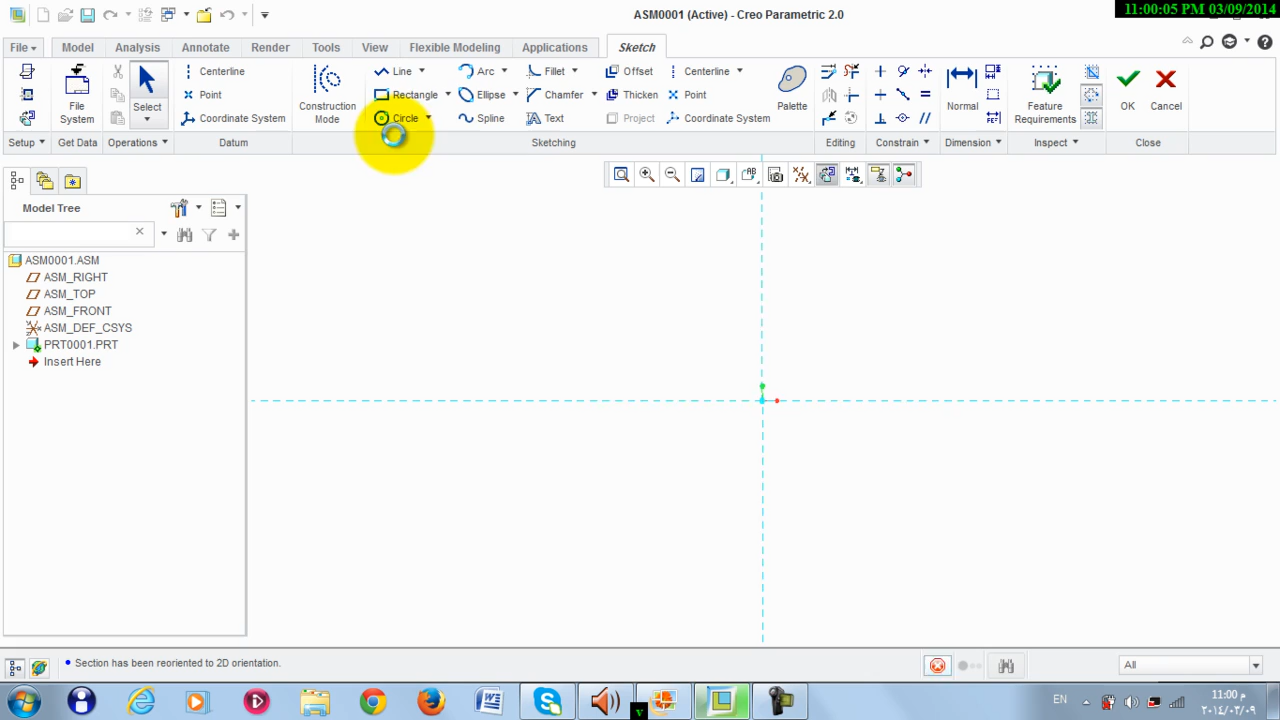 ASM0001 (Active) - Creo Parametric 2.0
11:00:05 PM 03/09/2014
File Model Analysis Annotate Render Tools View Flexible Modeling Applications Sketch
Centerline Line Arc Fillet Offset Centerline
File System Select Point Construction Mode Rectangle Ellipse Chamfer Thicken Point Palette Normal Feature Requirements OK Cancel
Coordinate System Circle Spline Text Project Coordinate System
Setup Get Data Operations Datum Sketching Editing Constrain Dimension Inspect Close
Model Tree
ASM0001.ASM
ASM_RIGHT
ASM_TOP
ASM_FRONT
ASM_DEF_CSYS
PRT0001.PRT
Insert Here
Section has been reoriented to 2D orientation.
All
EN
11:00 م
٢٠١٤/٠٣/٠٩
v